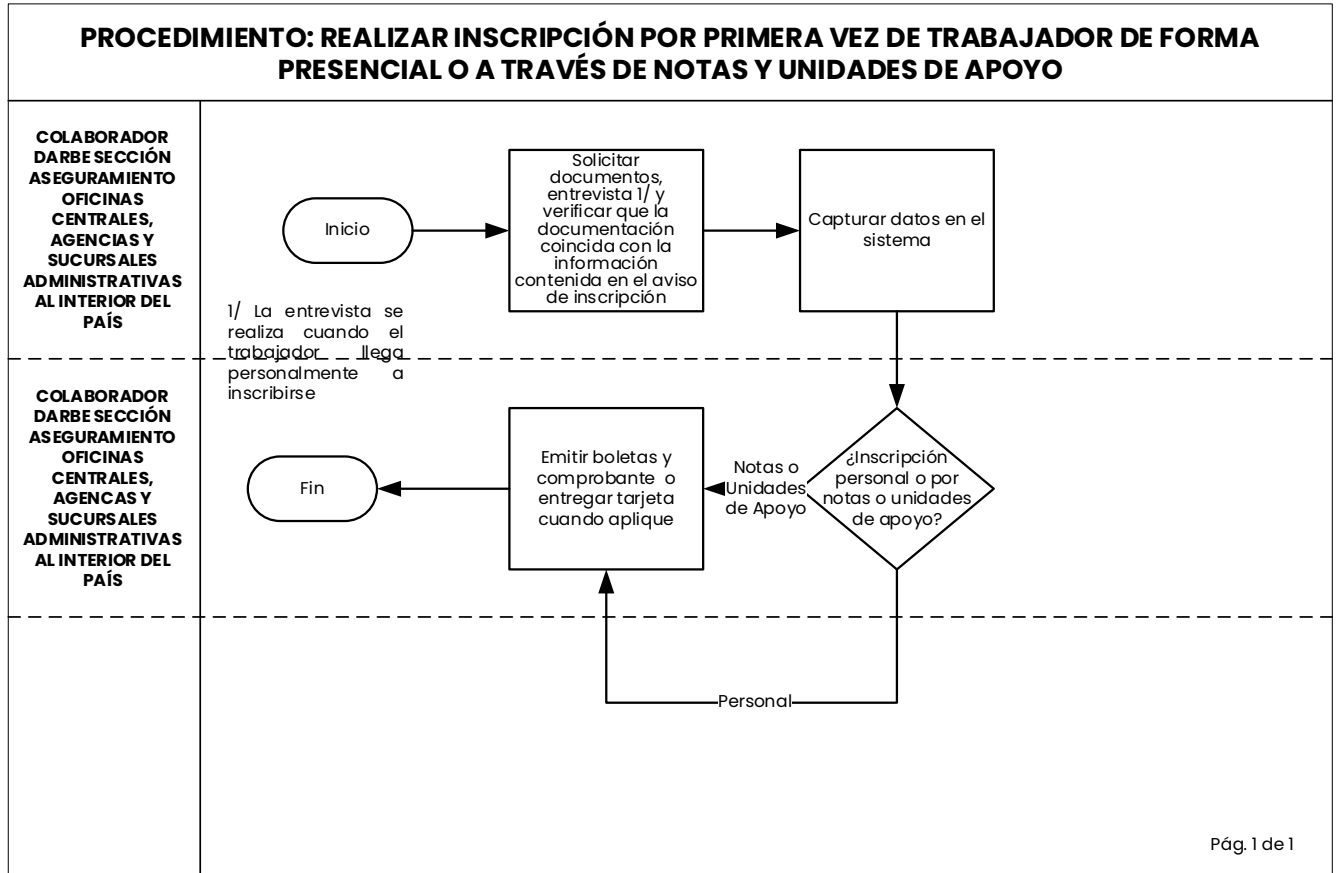 PROCEDIMIENTO: REALIZAR INSCRIPCIÓN POR PRIMERA VEZ DE TRABAJADOR DE FORMA
PRESENCIAL O A TRAVÉS DE NOTAS Y UNIDADES DE APOYO
COLABORADOR
DARBE SECCIÓN
ASEGURAMIENTO
OFICINAS
CENTRALES,
AGENCIAS Y
SUCURSALES
ADMINISTRATIVAS
AL INTERIOR DEL
PAÍS
Inicio
Solicitar
documentos,
entrevista 1/ y
verificar que la
documentación
coincida con la
información
contenida en el aviso
de inscripción
Capturar datos en el
sistema
1/ La entrevista se
realiza cuando el
trabajador llega
personalmente a
inscribirse
COLABORADOR
DARBE SECCIÓN
ASEGURAMIENTO
OFICINAS
CENTRALES,
AGENCAS Y
SUCURSALES
ADMINISTRATIVAS
AL INTERIOR DEL
PAÍS
Fin
Emitir boletas y
comprobante o
entregar tarjeta
cuando aplique
Notas o
Unidades
de Apoyo
¿Inscripción
personal o por
notas o unidades
de apoyo?
Personal
Pág. 1 de 1